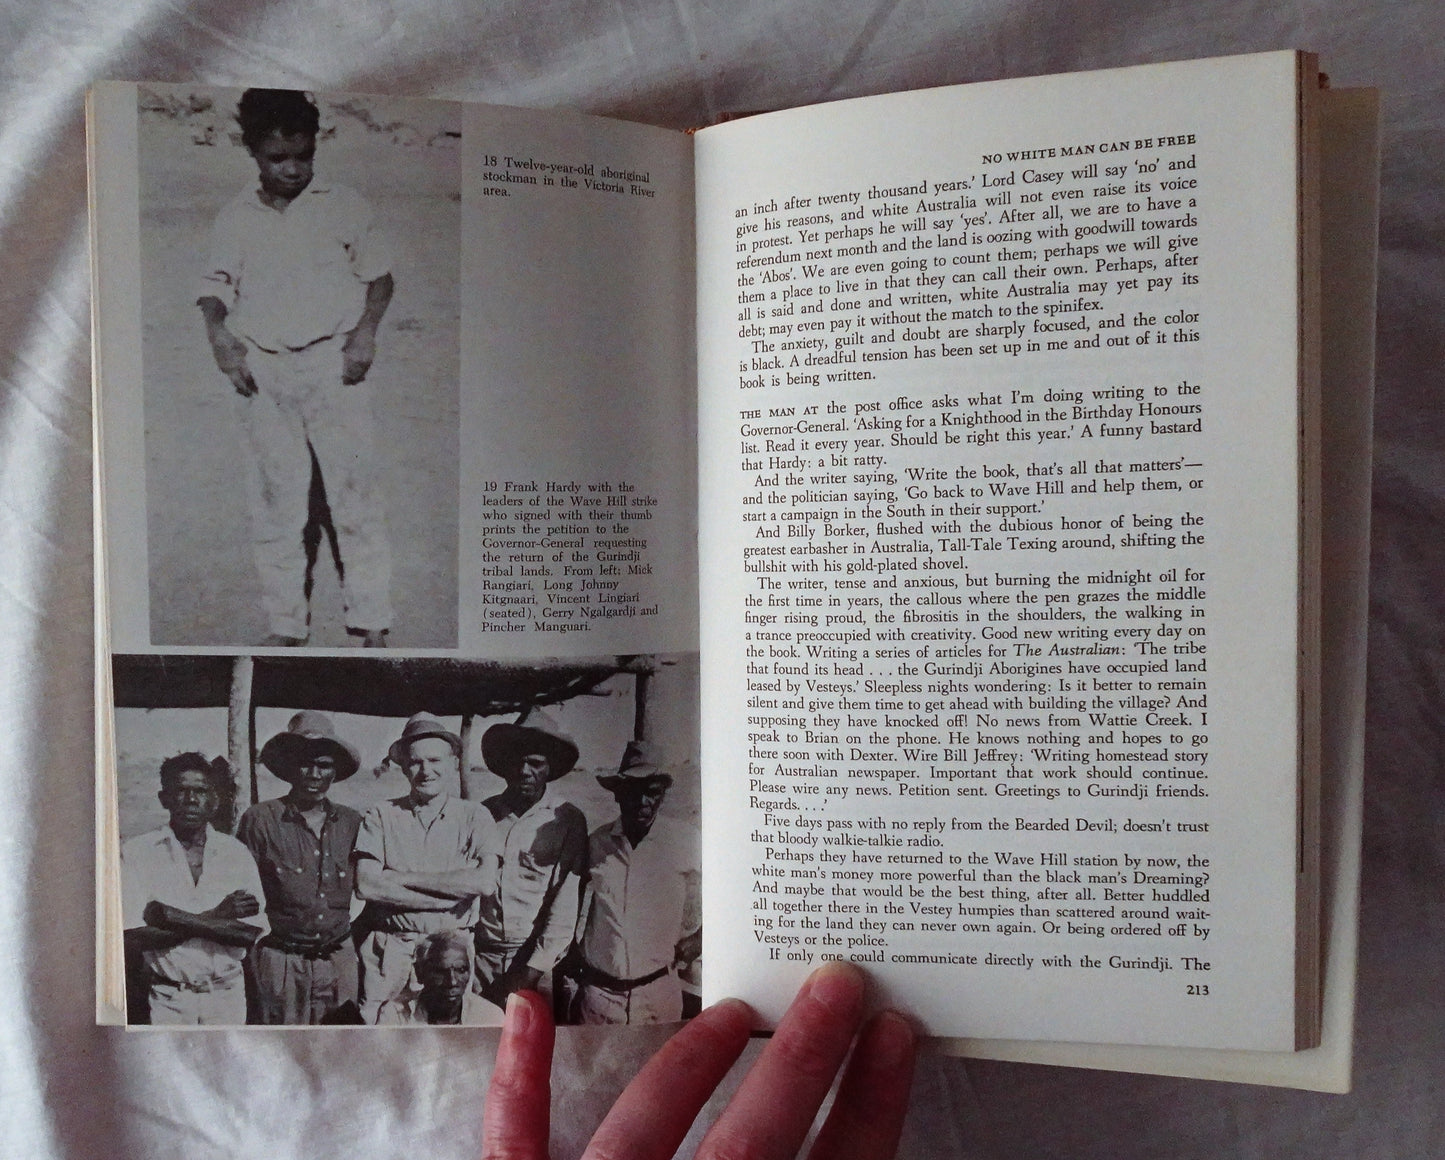 18 Twelve-year-old aboriginal
stockman in the Victoria River
area.
19 Frank Hardy with the
leaders of the Wave Hill strike
who signed with their thumb
prints the petition to the
Governor-General requesting
the return of the Gurindji
tribal lands. From left: Mick
Rangiari, Long Johnny
Kitgnaari, Vincent Lingiari
(seated), Gerry Ngalgardji and
Pincher Manguari.
NO WHITE MAN CAN BE FREE
an inch after twenty thousand years.’ Lord Casey will say ‘no’ and
give his reasons, and white Australia will not even raise its voice
in protest. Yet perhaps he will say ‘yes’. After all, we are to have a
referendum next month and the land is oozing with goodwill towards
the ‘Abos’. We are even going to count them; perhaps we will give
them a place to live in that they can call their own. Perhaps, after
all is said and done and written, white Australia may yet pay its
debt; may even pay it without the match to the spinifex.
The anxiety, guilt and doubt are sharply focused, and the color
is black. A dreadful tension has been set up in me and out of it this
book is being written.
THE MAN AT the post office asks what I’m doing writing to the
Governor-General. ‘Asking for a Knighthood in the Birthday Honours
list. Read it every year. Should be right this year.’ A funny bastard
that Hardy: a bit ratty.
And the writer saying, ‘Write the book, that’s all that matters’—
and the politician saying, ‘Go back to Wave Hill and help them, or
start a campaign in the South in their support.’
And Billy Borker, flushed with the dubious honor of being the
greatest earbasher in Australia, Tall-Tale Texing around, shifting the
bullshit with his gold-plated shovel.
The writer, tense and anxious, but burning the midnight oil for
the first time in years, the callous where the pen grazes the middle
finger rising proud, the fibrositis in the shoulders, the walking in
a trance preoccupied with creativity. Good new writing every day on
the book. Writing a series of articles for The Australian: ‘The tribe
that found its head . . . the Gurindji Aborigines have occupied land
leased by Vesteys.’ Sleepless nights wondering: Is it better to remain
silent and give them time to get ahead with building the village? And
supposing they have knocked off! No news from Wattie Creek. I
speak to Brian on the phone. He knows nothing and hopes to go
there soon with Dexter. Wire Bill Jeffrey: ‘Writing homestead story
for Australian newspaper. Important that work should continue.
Please wire any news. Petition sent. Greetings to Gurindji friends.
Regards. . . .’
Five days pass with no reply from the Bearded Devil; doesn’t trust
that bloody walkie-talkie radio.
Perhaps they have returned to the Wave Hill station by now, the
white man’s money more powerful than the black man’s Dreaming?
And maybe that would be the best thing, after all. Better huddled
all together there in the Vestey humpies than scattered around wait-
ing for the land they can never own again. Or being ordered off by
Vesteys or the police.
If only one could communicate directly with the Gurindji. The
213